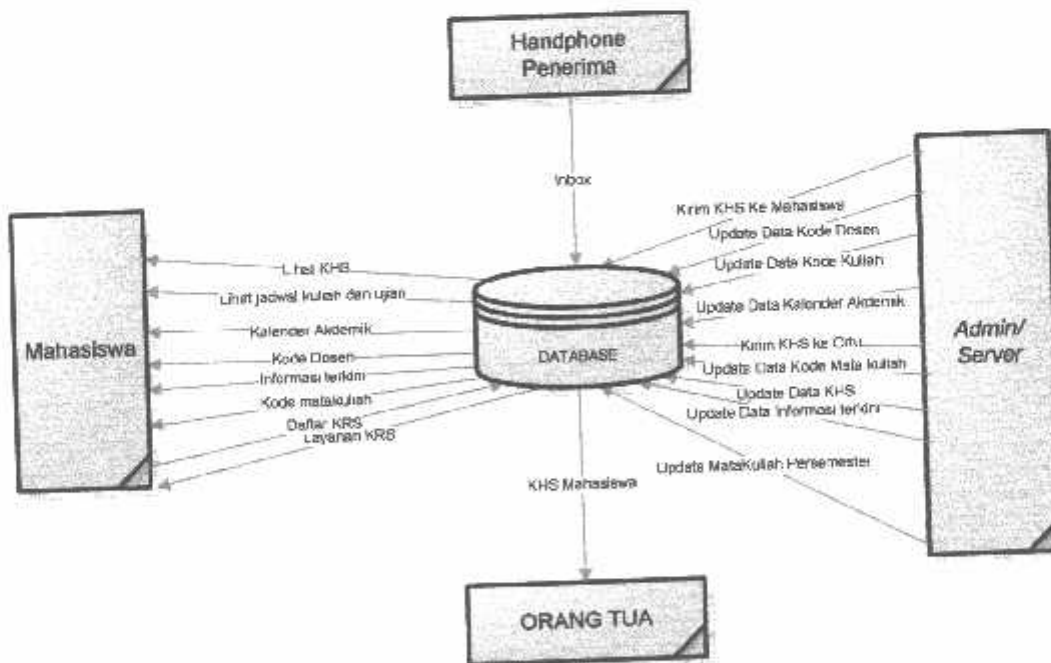 Handphone
Penerima
Inbox
Kirim KHS Ke Mahasiswa
Update Data Kode Dosen
Update Data Kode Kuliah
Update Data Kalender Akdemik
Kirim KHS ke Ortu
Update Data Kode Mata kuliah
Update Data KHS
Update Data Informasi terkini
Update MataKuliah Persemester
Admin/
Server
Lihat KHS
Lihat jadwal kuliah dan ujian
Kalender Akdemik
Kode Dosen
Informasi terkini
Kode matakuliah
Daftar KRS
Layanan KRS
Mahasiswa
DATABASE
KHS Mahasiswa
ORANG TUA